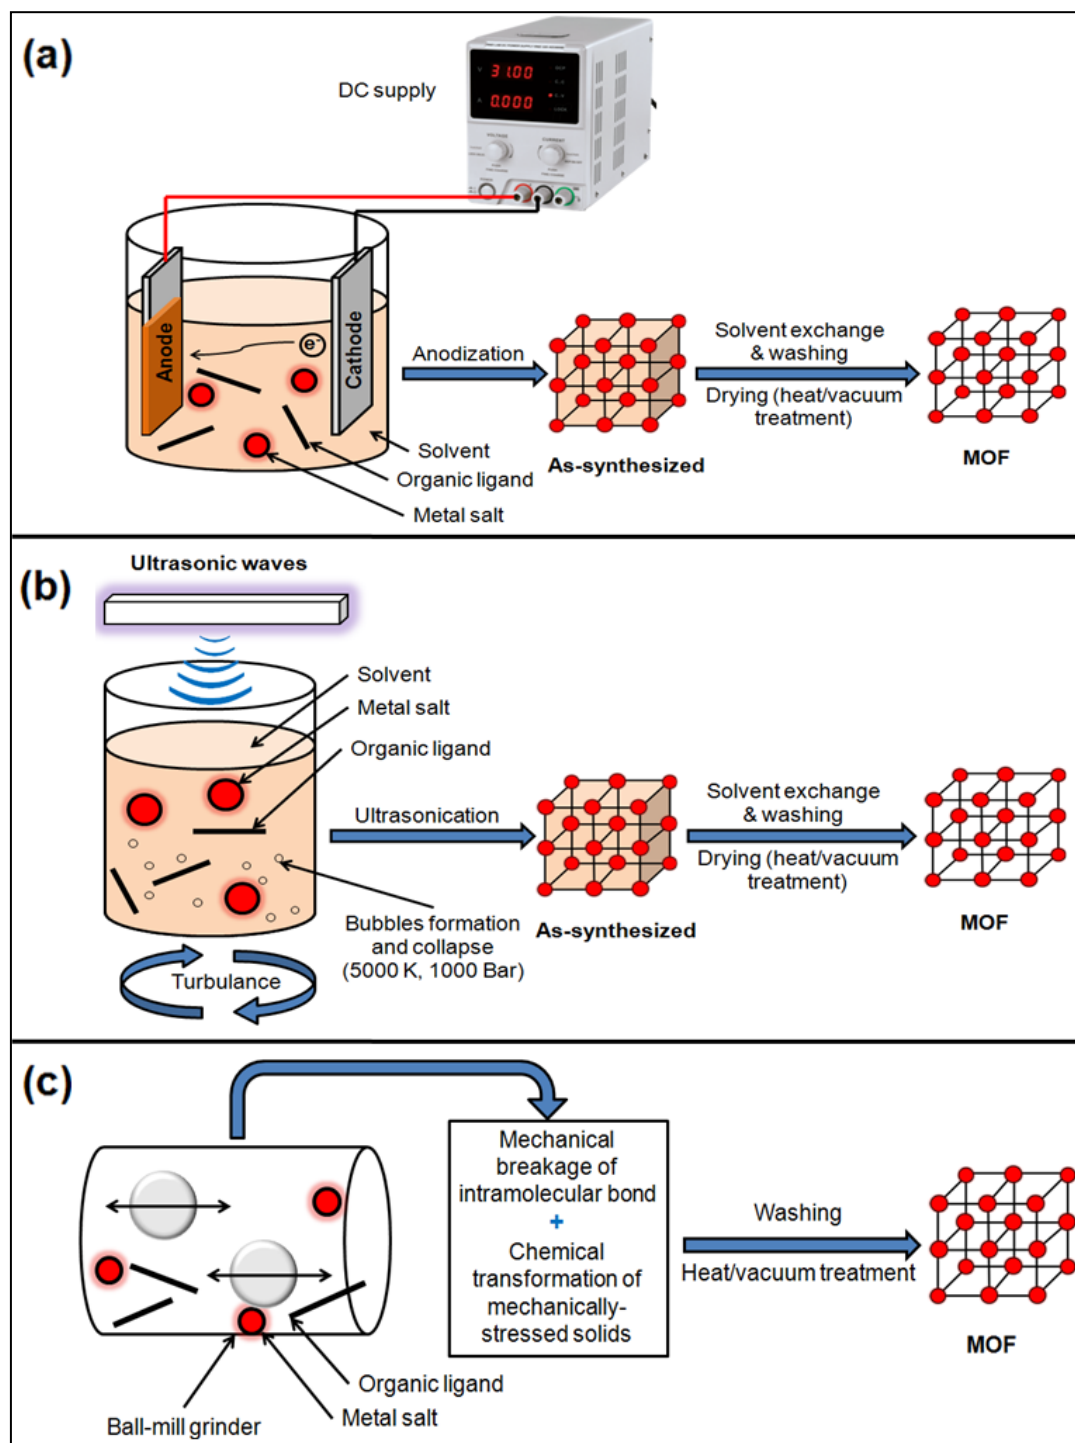 (a)
DC supply
31.00
0.000
VOLTAGE
CURRENT
Anode
e-
Cathode
Anodization
Solvent exchange
& washing
Drying (heat/vacuum
treatment)
Solvent
Organic ligand
Metal salt
As-synthesized
MOF
(b)
Ultrasonic waves
Solvent
Metal salt
Organic ligand
Ultrasonication
Solvent exchange
& washing
Drying (heat/vacuum
treatment)
Bubbles formation
and collapse
(5000 K, 1000 Bar)
Turbulance
As-synthesized
MOF
(c)
Mechanical
breakage of
intramolecular bond
+
Chemical
transformation of
mechanically-
stressed solids
Washing
Heat/vacuum treatment
MOF
Organic ligand
Metal salt
Ball-mill grinder